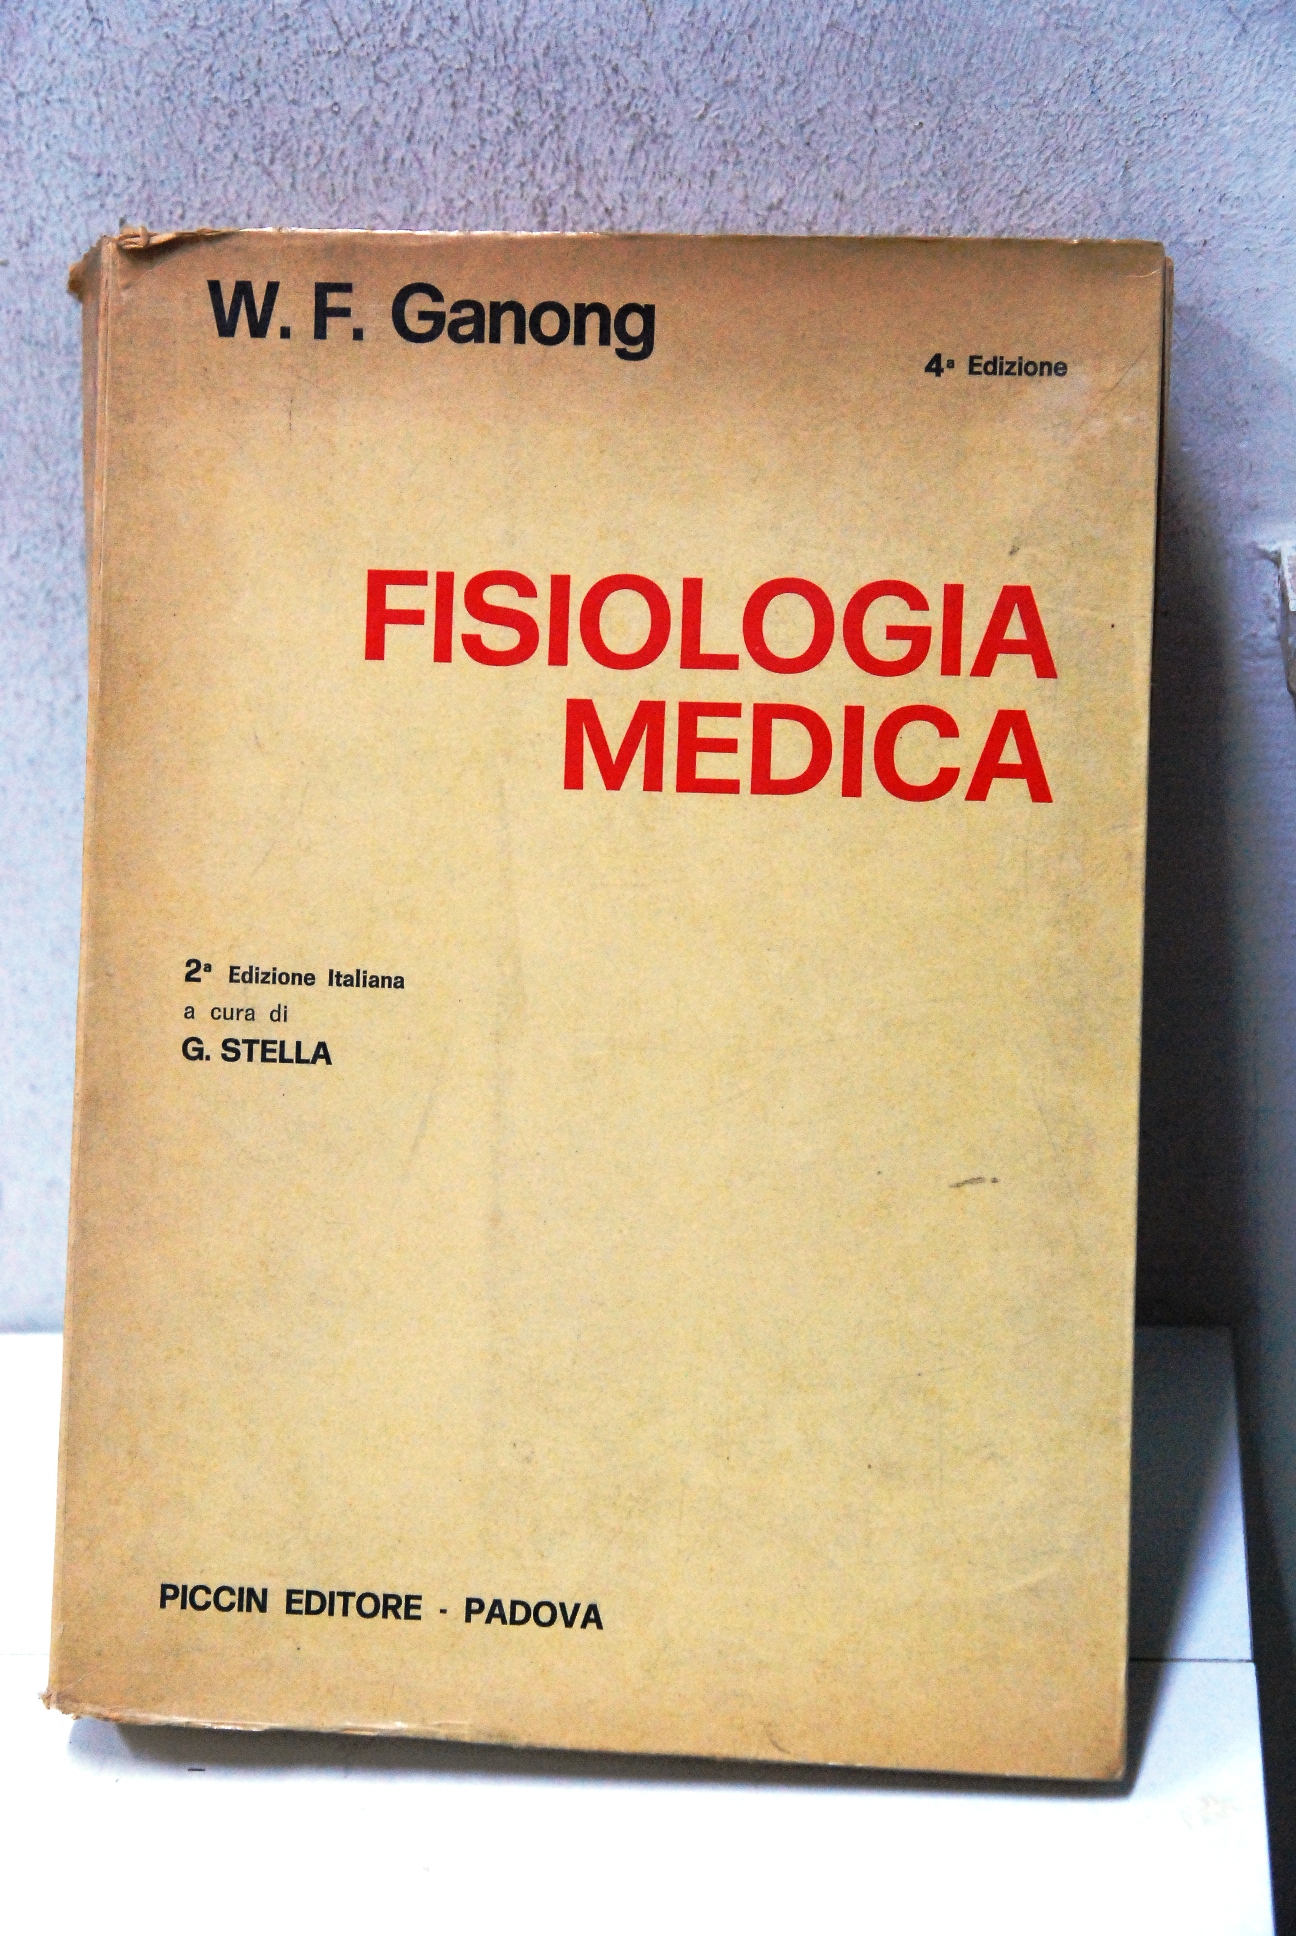 W. F. Ganong
4ª Edizione
FISIOLOGIA
MEDICA
2ª Edizione Italiana
a cura di
G. STELLA
PICCIN EDITORE - PADOVA